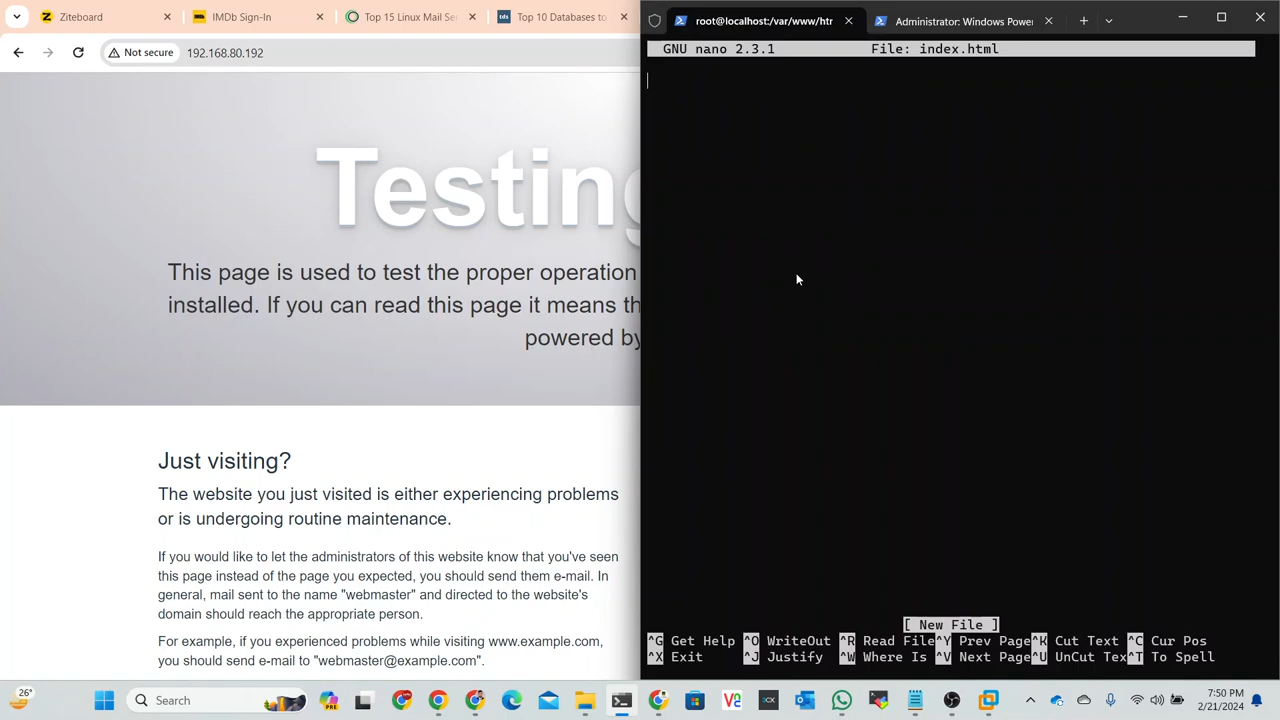 Ziteboard
IMDb Sign-In
Top 15 Linux Mail Se
Top 10 Databases to
root@localhost:/var/www/htr
Administrator: Windows Power
Not secure
192.168.80.192
GNU nano 2.3.1
File: index.html
Testing
This page is used to test the proper operation
installed. If you can read this page it means th
powered by
Just visiting?
The website you just visited is either experiencing problems
or is undergoing routine maintenance.
If you would like to let the administrators of this website know that you've seen
this page instead of the page you expected, you should send them e-mail. In
general, mail sent to the name "webmaster" and directed to the website's
domain should reach the appropriate person.
For example, if you experienced problems while visiting www.example.com,
you should send e-mail to "webmaster@example.com".
[ New File ]
^G Get Help ^O WriteOut ^R Read File^Y Prev Page^K Cut Text ^C Cur Pos
^X Exit ^J Justify ^W Where Is ^V Next Page^U UnCut Tex^T To Spell
26°
Search
7:50 PM
2/21/2024